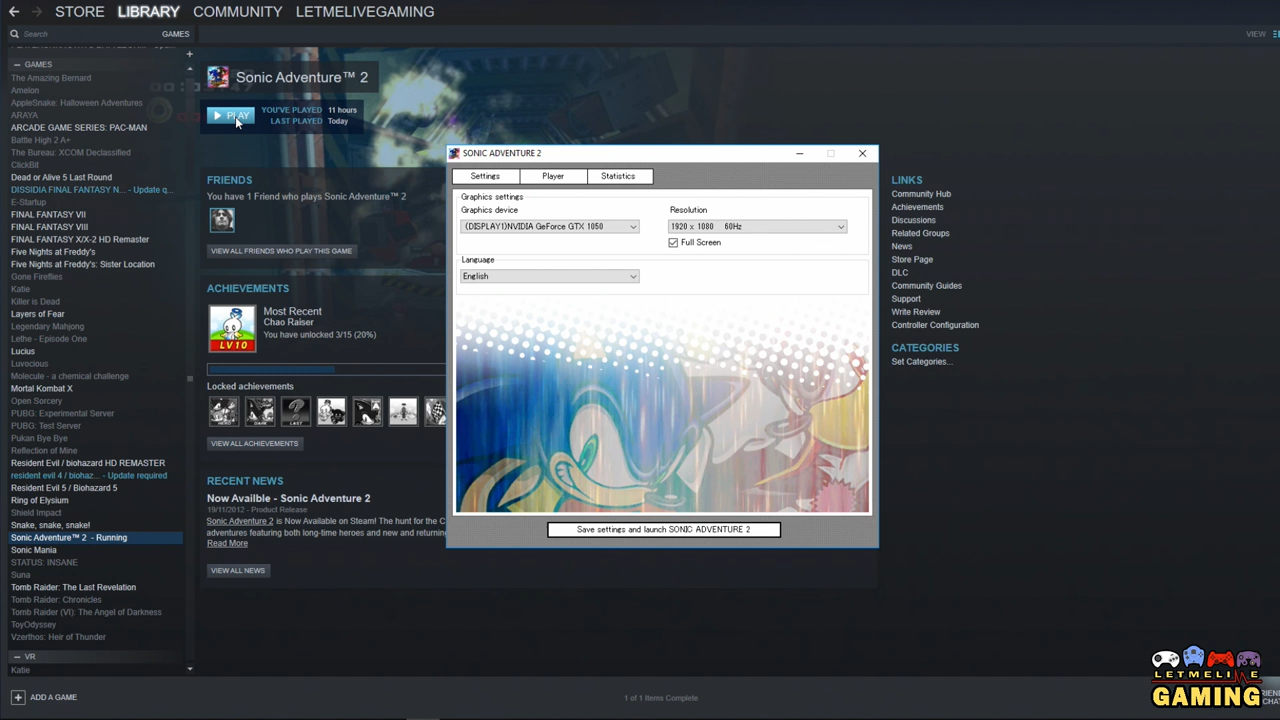 STORE LIBRARY COMMUNITY LETMELIVEGAMING
Search GAMES
VIEW
GAMES
The Amazing Bernard
Amelon
AppleSnake: Halloween Adventures
ARAYA
ARCADE GAME SERIES: PAC-MAN
Battle High 2 A+
The Bureau: XCOM Declassified
ClickBit
Dead or Alive 5 Last Round
DISSIDIA FINAL FANTASY N... - Update q...
E-Startup
FINAL FANTASY VII
FINAL FANTASY VIII
FINAL FANTASY X/X-2 HD Remaster
Five Nights at Freddy's
Five Nights at Freddy's: Sister Location
Gone Fireflies
Katie
Killer is Dead
Layers of Fear
Legendary Mahjong
Lethe - Episode One
Lucius
Luvocious
Molecule - a chemical challenge
Mortal Kombat X
Open Sorcery
PUBG: Experimental Server
PUBG: Test Server
Pukan Bye Bye
Reflection of Mine
Resident Evil / biohazard HD REMASTER
resident evil 4 / biohaz... - Update required
Resident Evil 5 / Biohazard 5
Ring of Elysium
Shield Impact
Snake, snake, snake!
Sonic Adventure™ 2 - Running
Sonic Mania
STATUS: INSANE
Suna
Tomb Raider: The Last Revelation
Tomb Raider: Chronicles
Tomb Raider (VI): The Angel of Darkness
ToyOdyssey
Vzerthos: Heir of Thunder
VR
Katie
ADD A GAME
Sonic Adventure™ 2
PLAY
YOU'VE PLAYED 11 hours
LAST PLAYED Today
FRIENDS
You have 1 Friend who plays Sonic Adventure™ 2
VIEW ALL FRIENDS WHO PLAY THIS GAME
ACHIEVEMENTS
LV10
Most Recent
Chao Raiser
You have unlocked 3/15 (20%)
Locked achievements
HERO DARK LAST
VIEW ALL ACHIEVEMENTS
RECENT NEWS
Now Availble - Sonic Adventure 2
19/11/2012 - Product Release
Sonic Adventure 2 is Now Available on Steam! The hunt for the C
adventures featuring both long-time heroes and new and returning
Read More
VIEW ALL NEWS
SONIC ADVENTURE 2
Settings Player Statistics
Graphics settings
Graphics device
(DISPLAY1)NVIDIA GeForce GTX 1050
Resolution
1920 x 1080 60Hz
Full Screen
Language
English
Save settings and launch SONIC ADVENTURE 2
LINKS
Community Hub
Achievements
Discussions
Related Groups
News
Store Page
DLC
Community Guides
Support
Write Review
Controller Configuration
CATEGORIES
Set Categories...
1 of 1 Items Complete
LETMELIVE
GAMING